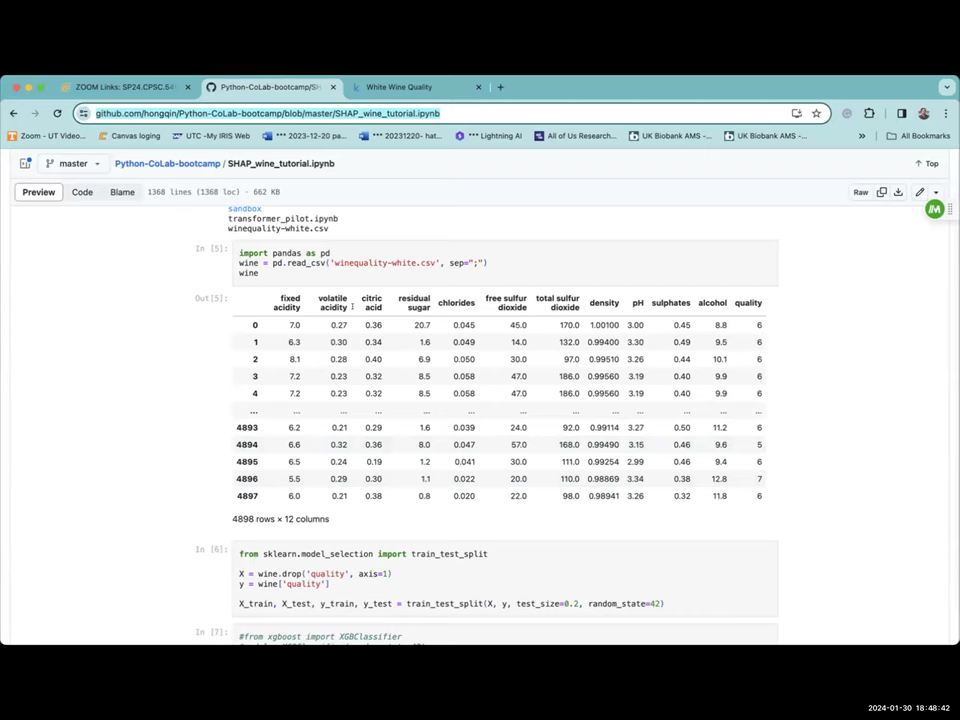 ZOOM Links: SP24.CPSC.54
Python-CoLab-bootcamp/SH
White Wine Quality
github.com/hongqin/Python-CoLab-bootcamp/blob/master/SHAP_wine_tutorial.ipynb
Zoom - UT Video...
Canvas loging
UTC -My IRIS Web
*** 2023-12-20 pa...
*** 20231220- hak...
Lightning AI
All of Us Research...
UK Biobank AMS -...
UK Biobank AMS -...
»
All Bookmarks
master
Python-CoLab-bootcamp / SHAP_wine_tutorial.ipynb
Top
Preview Code Blame 1368 lines (1368 loc) · 662 KB Raw
sandbox
transformer_pilot.ipynb
winequality-white.csv
In [5]:
import pandas as pd
wine = pd.read_csv('winequality-white.csv', sep=";")
wine
Out[5]:
fixed acidity volatile acidity citric acid residual sugar chlorides free sulfur dioxide total sulfur dioxide density pH sulphates alcohol quality
0 7.0 0.27 0.36 20.7 0.045 45.0 170.0 1.00100 3.00 0.45 8.8 6
1 6.3 0.30 0.34 1.6 0.049 14.0 132.0 0.99400 3.30 0.49 9.5 6
2 8.1 0.28 0.40 6.9 0.050 30.0 97.0 0.99510 3.26 0.44 10.1 6
3 7.2 0.23 0.32 8.5 0.058 47.0 186.0 0.99560 3.19 0.40 9.9 6
4 7.2 0.23 0.32 8.5 0.058 47.0 186.0 0.99560 3.19 0.40 9.9 6
... ... ... ... ... ... ... ... ... ... ... ... ...
4893 6.2 0.21 0.29 1.6 0.039 24.0 92.0 0.99114 3.27 0.50 11.2 6
4894 6.6 0.32 0.36 8.0 0.047 57.0 168.0 0.99490 3.15 0.46 9.6 5
4895 6.5 0.24 0.19 1.2 0.041 30.0 111.0 0.99254 2.99 0.46 9.4 6
4896 5.5 0.29 0.30 1.1 0.022 20.0 110.0 0.98869 3.34 0.38 12.8 7
4897 6.0 0.21 0.38 0.8 0.020 22.0 98.0 0.98941 3.26 0.32 11.8 6
4898 rows × 12 columns
In [6]:
from sklearn.model_selection import train_test_split
X = wine.drop('quality', axis=1)
y = wine['quality']
X_train, X_test, y_train, y_test = train_test_split(X, y, test_size=0.2, random_state=42)
In [7]:
#from xgboost import XGBClassifier
2024-01-30 18:48:42